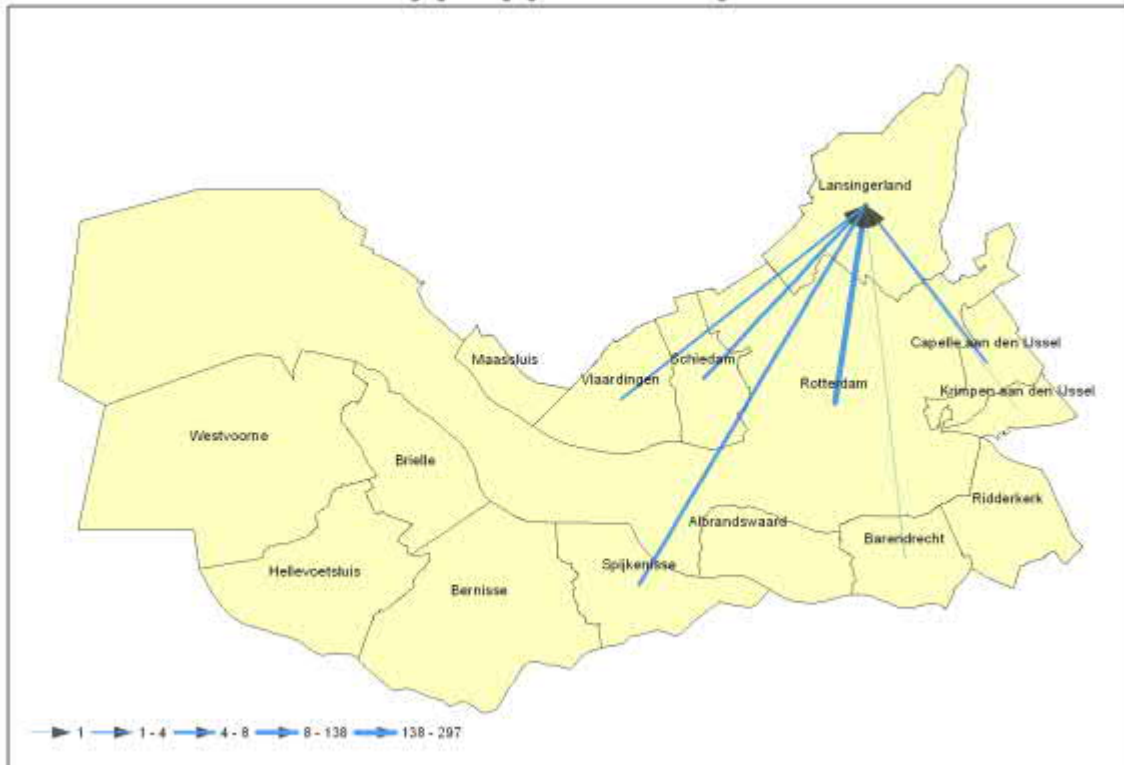 Lansingerland
Capelle aan den IJssel
Maassluis
Schiedam
Vlaardingen
Rotterdam
Krimpen aan den IJssel
Westvoorne
Brielle
Ridderkerk
Albrandswaard
Barendrecht
Spijkenisse
Hellevoetsluis
Bernisse
1 1 - 4 4 - 8 8 - 138 138 - 297